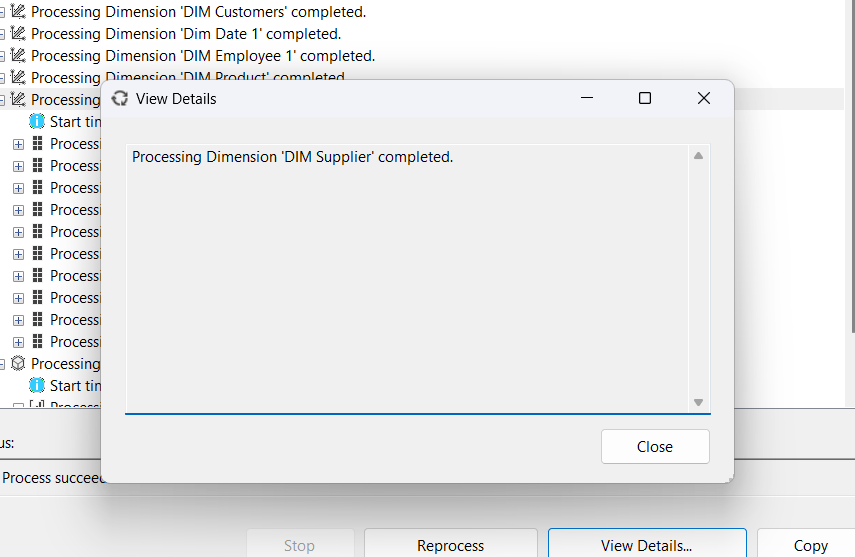 Processing Dimension 'DIM Customers' completed.
Processing Dimension 'Dim Date 1' completed.
Processing Dimension 'DIM Employee 1' completed.
Processing Dimension 'DIM Product' completed.
Processing
View Details
Start tim
Processi
Processing Dimension 'DIM Supplier' completed.
Processi
Processi
Processi
Processi
Processi
Processi
Processi
Processi
Processi
Processing
Start tim
Processi
us:
Close
Process succeed
Stop
Reprocess
View Details...
Copy